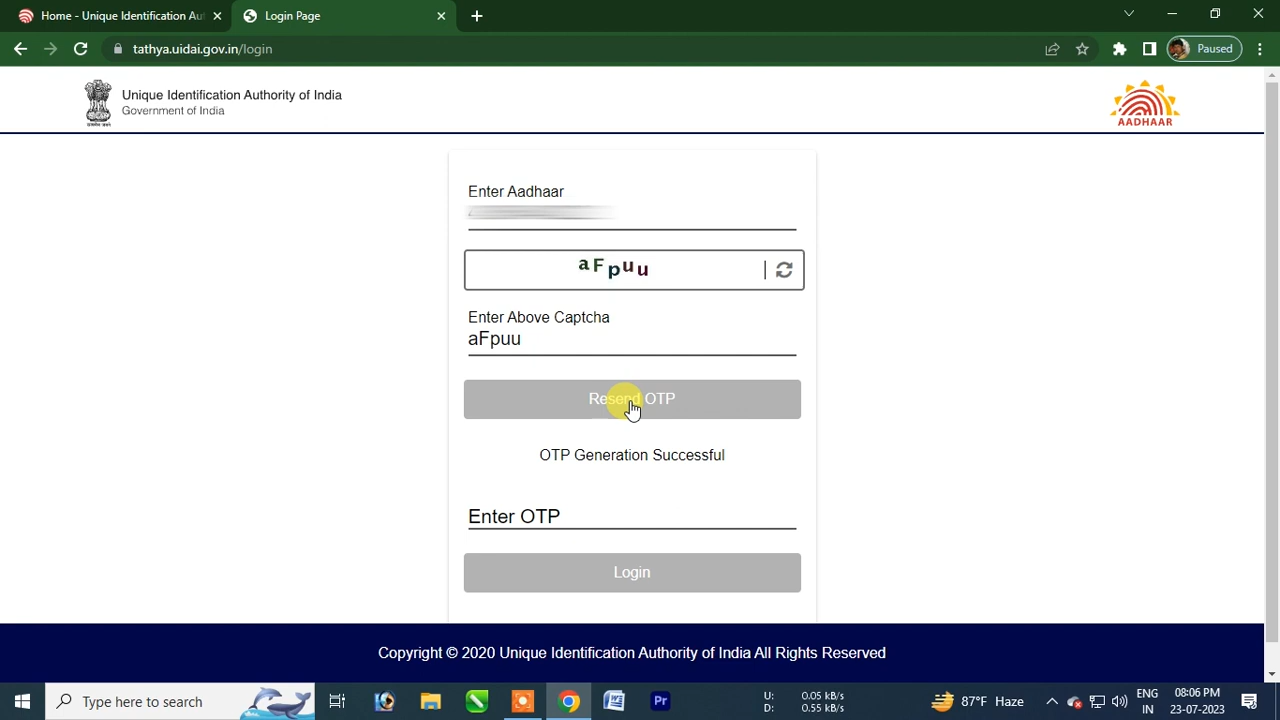 Home - Unique Identification Au
Login Page
tathya.uidai.gov.in/login
Paused
Unique Identification Authority of India
Government of India
AADHAAR
Enter Aadhaar
aFpuu
Enter Above Captcha
aFpuu
Resend OTP
OTP Generation Successful
Enter OTP
Login
Copyright © 2020 Unique Identification Authority of India All Rights Reserved
Type here to search
U: 0.05 kB/s
D: 0.55 kB/s
87°F Haze
ENG
IN
08:06 PM
23-07-2023